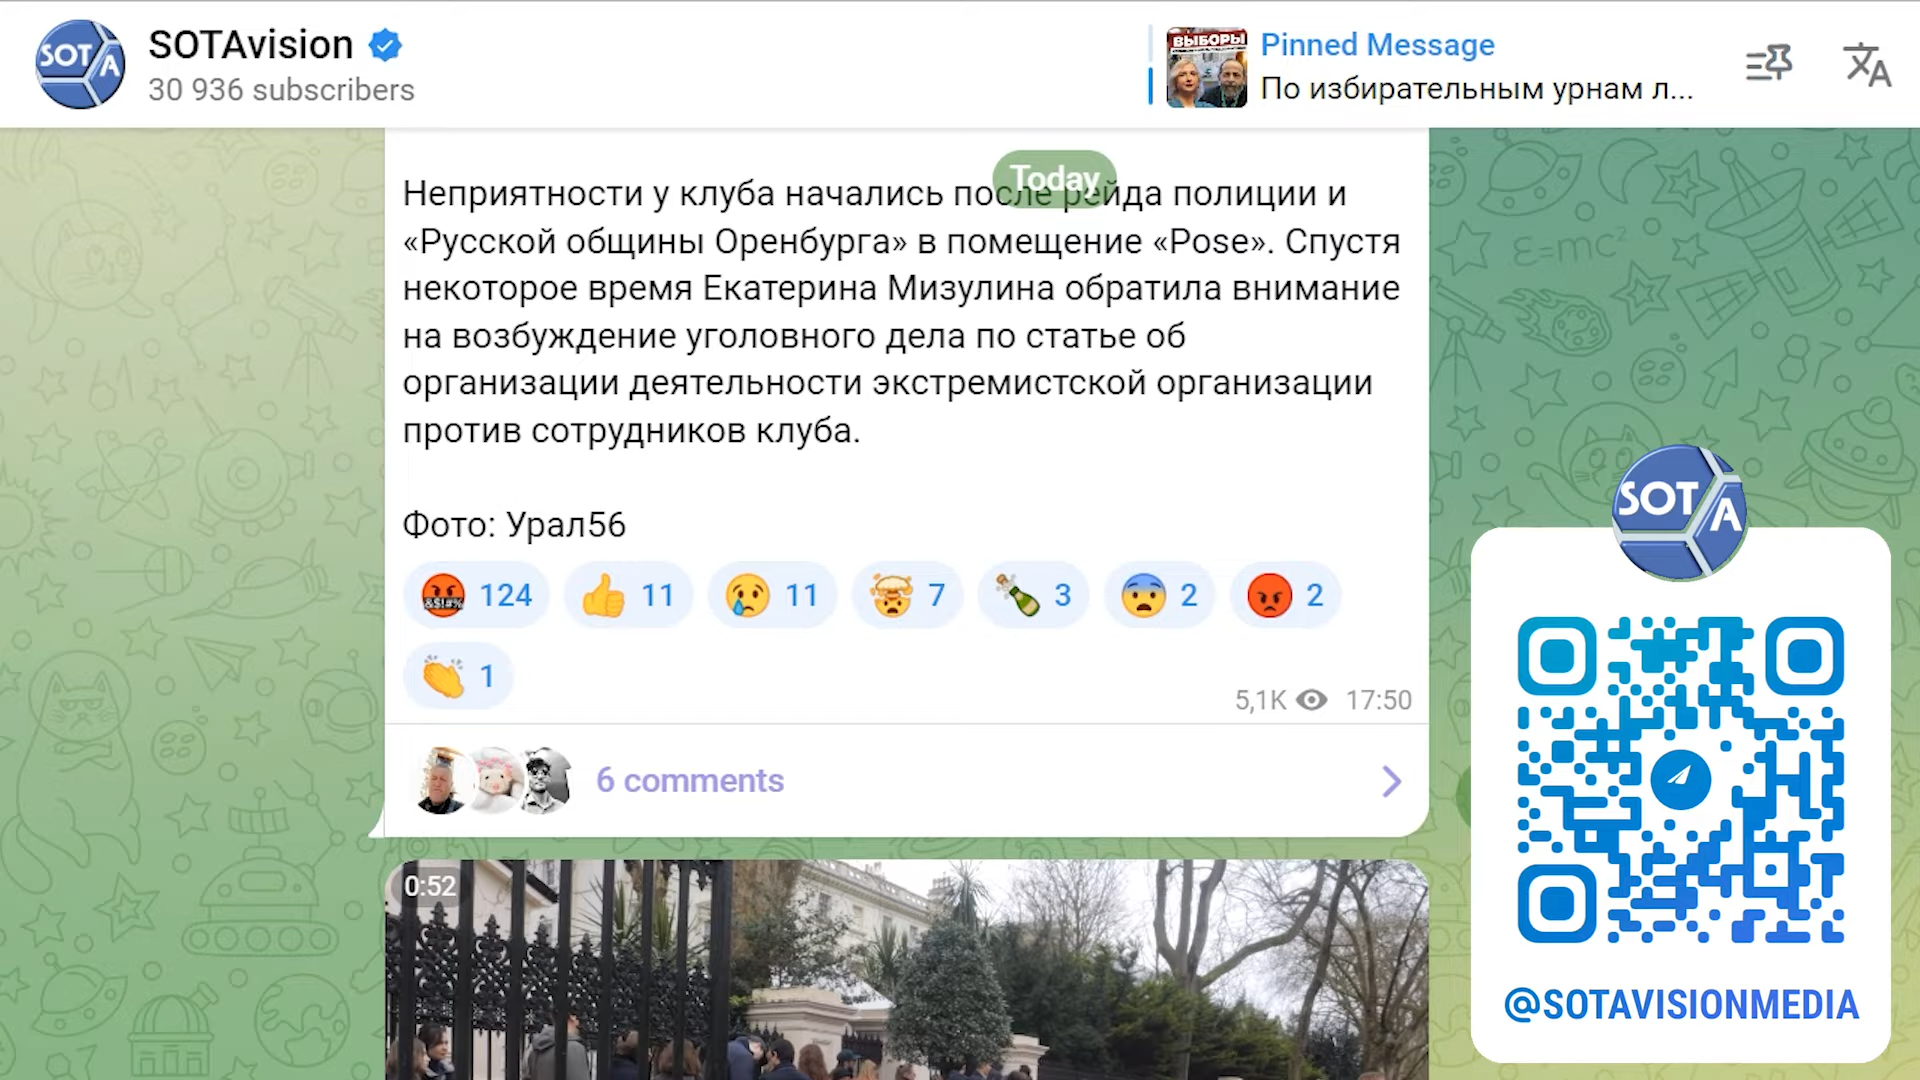 SOTA
SOTAvision
30 936 subscribers
ВЫБОРЫ
Pinned Message
По избирательным урнам л...
Today
Неприятности у клуба начались после рейда полиции и
«Русской общины Оренбурга» в помещение «Pose». Спустя
некоторое время Екатерина Мизулина обратила внимание
на возбуждение уголовного дела по статье об
организации деятельности экстремистской организации
против сотрудников клуба.
Фото: Урал56
124 11 11 7 3 2 2
1
5,1K 17:50
6 comments
0:52
E=mc²
SOTA
@SOTAVISIONMEDIA